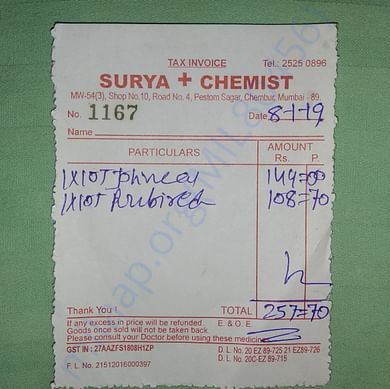 TAX INVOICE Tel.: 2525 0896
SURYA + CHEMIST
MW-54(3), Shop No.10, Road No. 4, Pestom Sagar, Chembur, Mumbai - 89.
No. 1167 Date 8-1-19
Name
PARTICULARS AMOUNT
Rs. P.
1X10T 149=00
1X10T 108=70
Thank You ! TOTAL 257=70
If any excess in price will be refunded. E. & O. E.
Goods once sold will not be taken back.
Please consult your Doctor before using these medicine
GST IN : 27AAZFS1808H1ZP D. L. No. 20 EZ 89-725 21 EZ89-726
D. L. No. 20C-EZ 89-715
F. L. No. 21512016000397